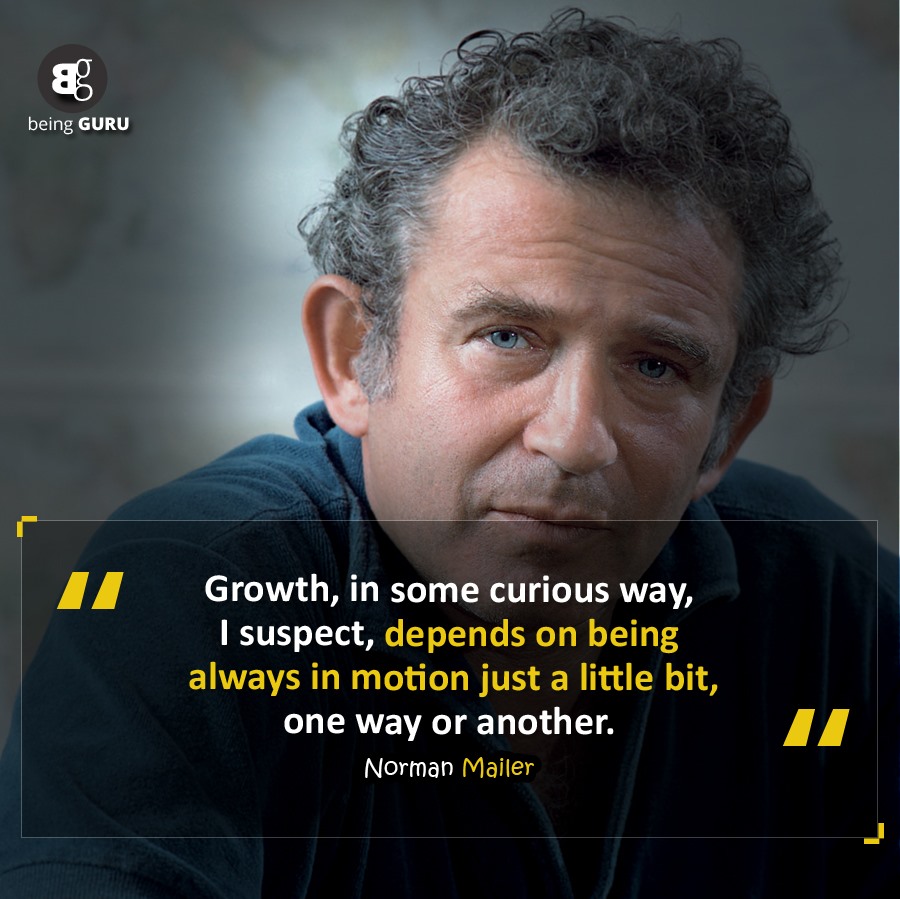 Bg
being GURU
Growth, in some curious way,
I suspect, depends on being
always in motion just a little bit,
one way or another.
Norman Mailer